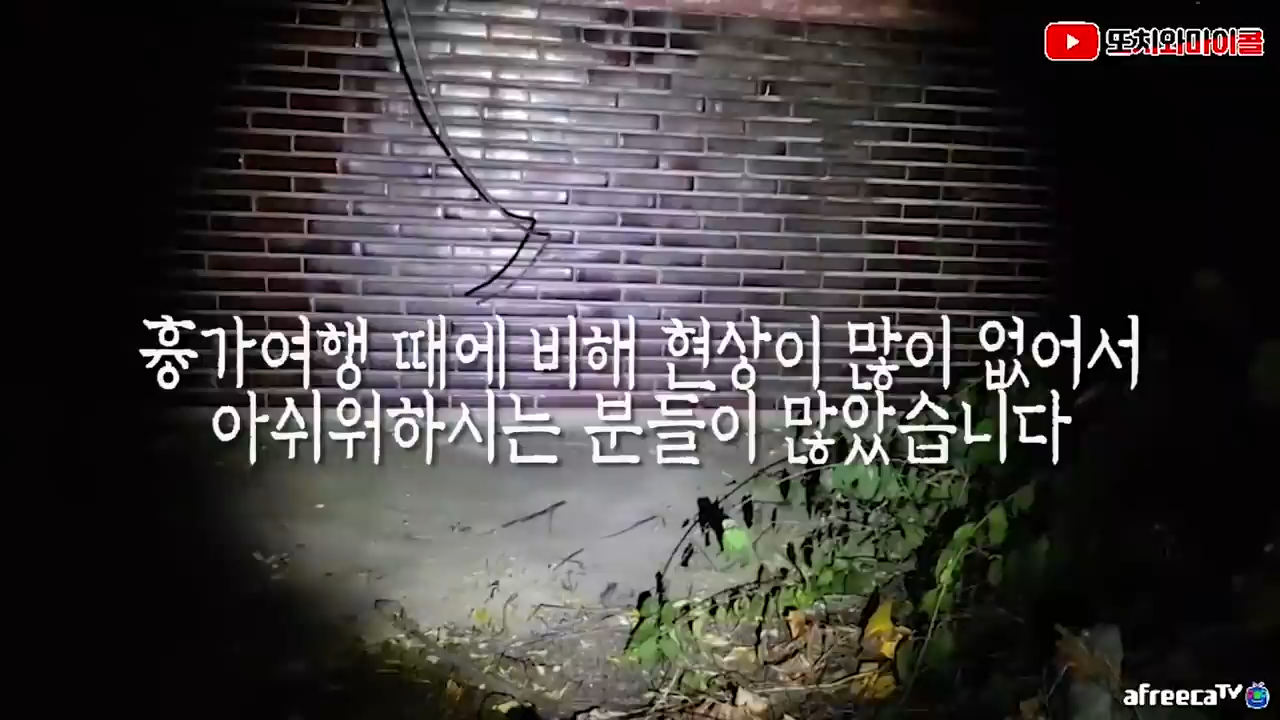 또치와마이콜
흉가여행 때에 비해 현상이 많이 없어서
아쉬워하시는 분들이 많았습니다
afreecaTV